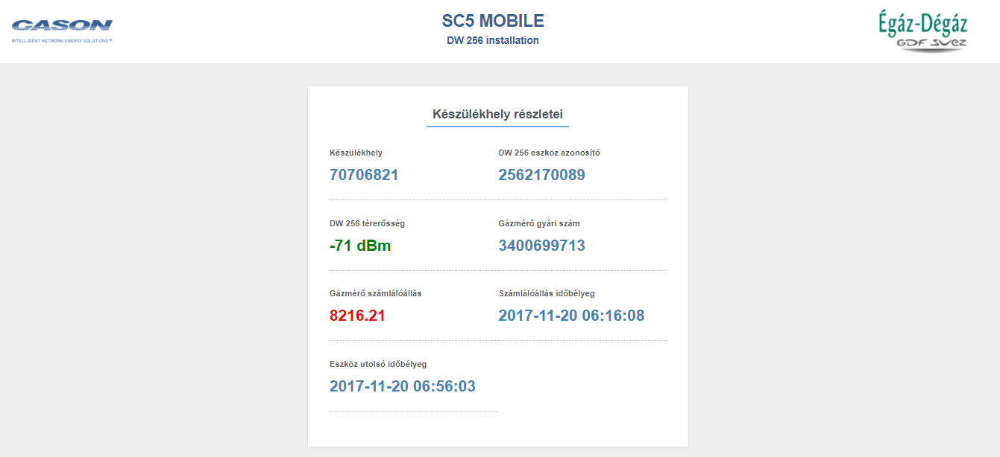 CASON
INTELLIGENT NETWORK ENERGY SOLUTIONS™
SC5 MOBILE
DW 256 installation
Égáz-Dégáz
GDF SUEZ
Készülékhely részletei
Készülékhely
70706821
DW 256 eszköz azonosító
2562170089
DW 256 térerősség
-71 dBm
Gázmérő gyári szám
3400699713
Gázmérő számlálóállás
8216.21
Számlálóállás időbélyeg
2017-11-20 06:16:08
Eszköz utolsó időbélyeg
2017-11-20 06:56:03